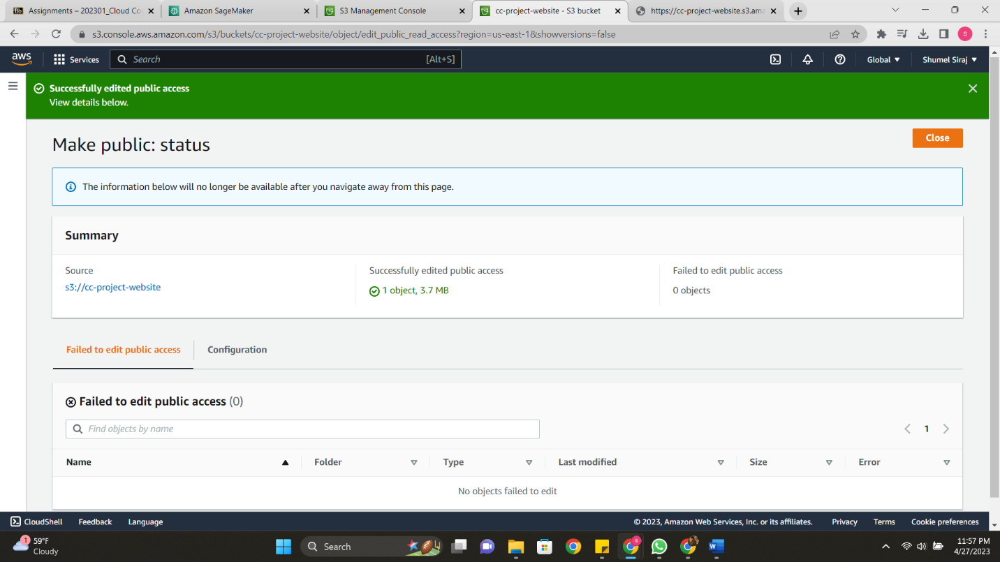 Assignments – 202301_Cloud Co
Amazon SageMaker
S3 Management Console
cc-project-website - S3 bucket
https://cc-project-website.s3.ama
s3.console.aws.amazon.com/s3/buckets/cc-project-website/object/edit_public_read_access?region=us-east-1&showversions=false
S
aws
Services
Search
[Alt+S]
Global
Shumel Siraj
Successfully edited public access
View details below.
Make public: status
Close
The information below will no longer be available after you navigate away from this page.
Summary
Source
s3://cc-project-website
Successfully edited public access
1 object, 3.7 MB
Failed to edit public access
0 objects
Failed to edit public access
Configuration
Failed to edit public access (0)
Find objects by name
1
Name
Folder
Type
Last modified
Size
Error
No objects failed to edit
CloudShell
Feedback
Language
© 2023, Amazon Web Services, Inc. or its affiliates.
Privacy
Terms
Cookie preferences
1
59°F
Cloudy
Search
11:57 PM
4/27/2023